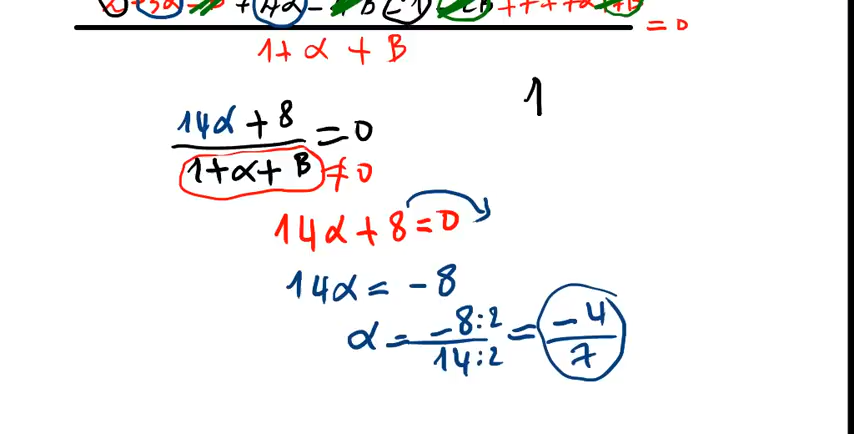 = 0
1 + α + B
1
14α + 8 = 0
1 + α + B ≠ 0
14α + 8 = 0
14α = -8
α = -8:2 / 14:2 = -4/7